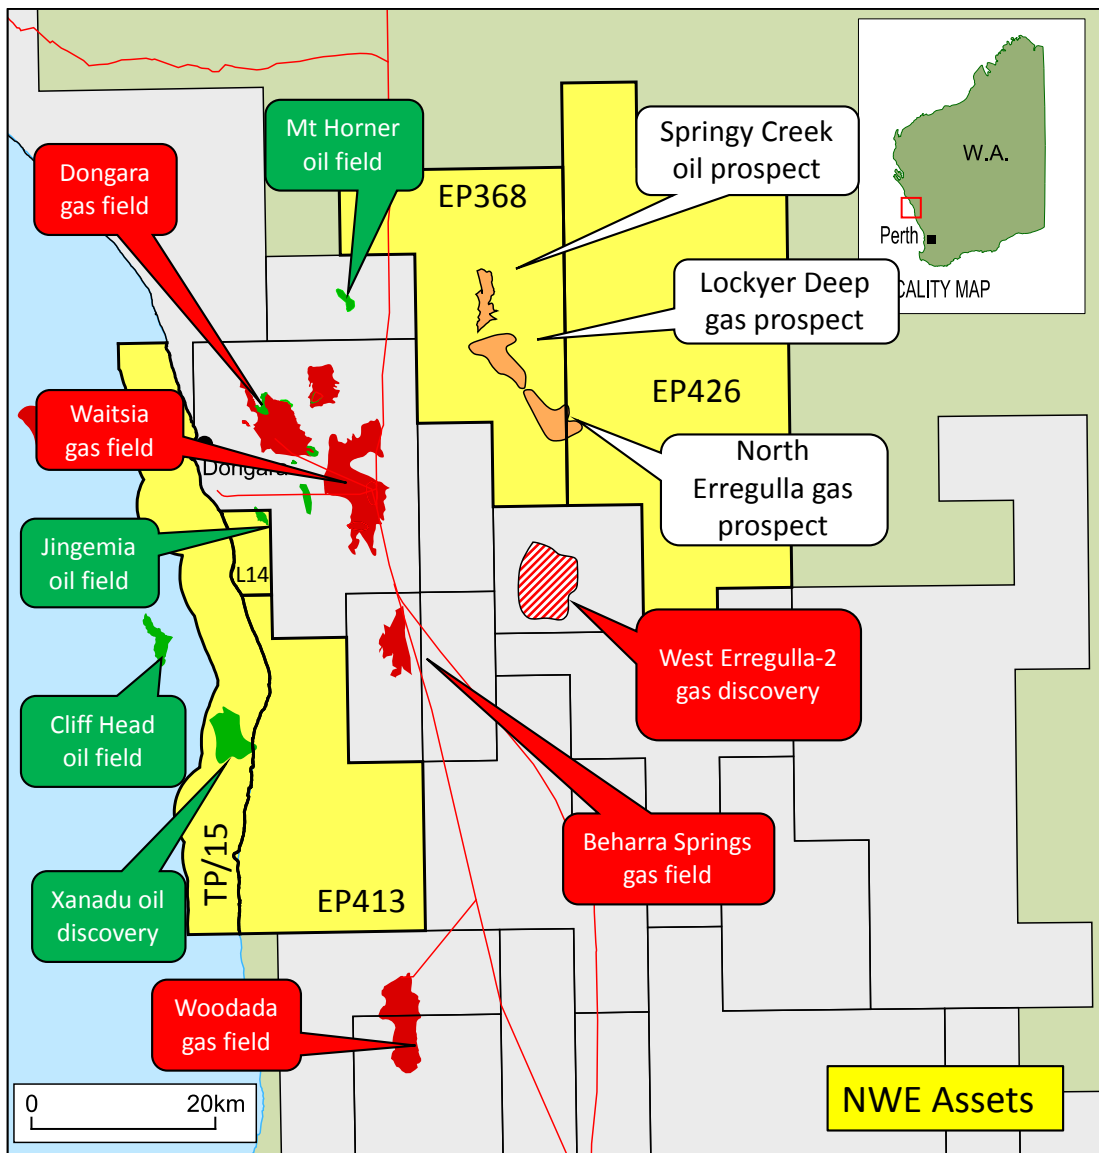 Mt Horner
oil field
Springy Creek
oil prospect
W.A.
Perth
CALITY MAP
Dongara
gas field
EP368
Lockyer Deep
gas prospect
EP426
Waitsia
gas field
Dongara
North
Erregulla gas
prospect
Jingemia
oil field
L14
West Erregulla-2
gas discovery
Cliff Head
oil field
Beharra Springs
gas field
TP/15
EP413
Xanadu oil
discovery
Woodada
gas field
0 20km
NWE Assets